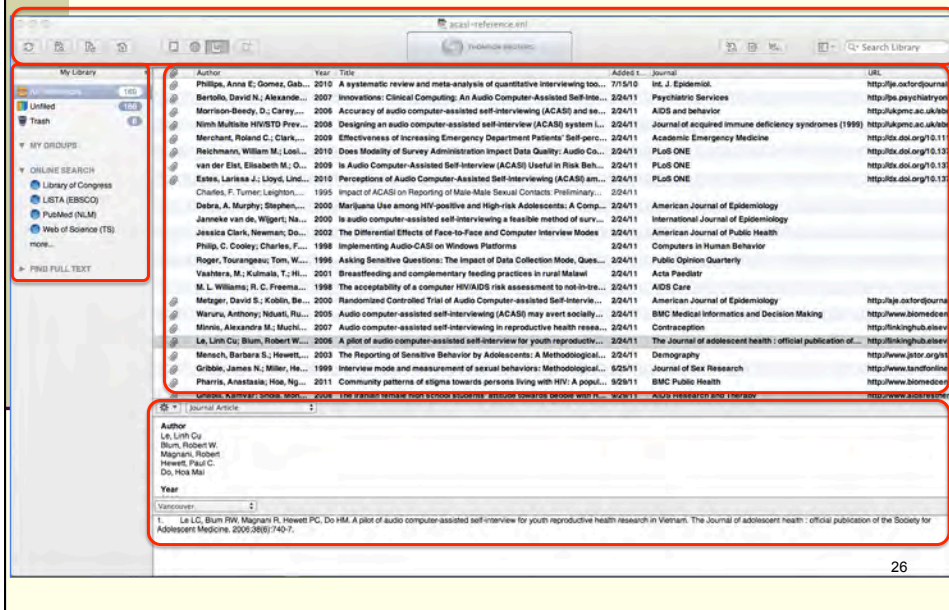 acasi-reference.enl
THOMSON REUTERS
Search Library
My Library
Author Year Title Added t... Journal URL
Phillips, Anna E; Gomez, Gab... 2010 A systematic review and meta-analysis of quantitative interviewing too... 7/15/10 Int. J. Epidemiol. http://ije.oxfordjourna
Bertollo, David N.; Alexande... 2007 Innovations: Clinical Computing: An Audio Computer-Assisted Self-Inte... 2/24/11 Psychiatric Services http://ps.psychiatryon
Morrison-Beedy, D.; Carey,... 2006 Accuracy of audio computer-assisted self-interviewing (ACASI) and se... 2/24/11 AIDS and behavior
Nimh Multisite HIV/STD Prev... 2008 Designing an audio computer-assisted self-interview (ACASI) system i... 2/24/11 Journal of acquired immune deficiency syndromes (1999)
Merchant, Roland C.; Clark,... 2009 Effectiveness of Increasing Emergency Department Patients' Self-perc... 2/24/11 Academic Emergency Medicine http://dx.doi.org/10.11
Reichmann, William M.; Losi... 2010 Does Modality of Survey Administration Impact Data Quality: Audio Co... 2/24/11 PLoS ONE http://dx.doi.org/10.137
van der Elst, Elisabeth M.; O... 2009 Is Audio Computer-Assisted Self-Interview (ACASI) Useful in Risk Beh... 2/24/11 PLoS ONE http://dx.doi.org/10.137
Estes, Larissa J.; Lloyd, Lind... 2010 Perceptions of Audio Computer-Assisted Self-Interviewing (ACASI) am... 2/24/11 PLoS ONE http://dx.doi.org/10.137
Charles, F. Turner; Leighton,... 1995 Impact of ACASI on Reporting of Male-Male Sexual Contacts: Preliminary... 2/24/11
Debra, A. Murphy; Stephen,... 2000 Marijuana Use among HIV-positive and High-risk Adolescents: A Comp... 2/24/11 American Journal of Epidemiology
Janneke van de, Wijgert; Na... 2000 Is audio computer-assisted self-interviewing a feasible method of surv... 2/24/11 International Journal of Epidemiology
Jessica Clark, Newman; Do... 2002 The Differential Effects of Face-to-Face and Computer Interview Modes 2/24/11 American Journal of Public Health
Philip, C. Cooley; Charles, F.... 1998 Implementing Audio-CASI on Windows Platforms 2/24/11 Computers in Human Behavior
Roger, Tourangeau; Tom, W.... 1996 Asking Sensitive Questions: The Impact of Data Collection Mode, Ques... 2/24/11 Public Opinion Quarterly
Vaahtera, M.; Kulmala, T.; Hi... 2001 Breastfeeding and complementary feeding practices in rural Malawi 2/24/11 Acta Paediatr
M. L. Williams; R. C. Freema... 1998 The acceptability of a computer HIV/AIDS risk assessment to not-in-tre... 2/24/11 AIDS Care
Metzger, David S.; Koblin, Be... 2000 Randomized Controlled Trial of Audio Computer-assisted Self-Intervie... 2/24/11 American Journal of Epidemiology http://aje.oxfordjourna
Waruru, Anthony; Nduati, Ru... 2005 Audio computer-assisted self-interviewing (ACASI) may avert socially... 2/24/11 BMC Medical Informatics and Decision Making http://www.biomedcen
Minnis, Alexandra M.; Muchi... 2007 Audio computer-assisted self-interviewing in reproductive health resea... 2/24/11 Contraception http://linkinghub.elsev
Le, Linh Cu; Blum, Robert W.... 2006 A pilot of audio computer-assisted self-interview for youth reproductiv... 2/24/11 The Journal of adolescent health : official publication of... http://linkinghub.elsev
Mensch, Barbara S.; Hewett,... 2003 The Reporting of Sensitive Behavior by Adolescents: A Methodological... 2/24/11 Demography http://www.jstor.org/st
Gribble, James N.; Miller, He... 1999 Interview mode and measurement of sexual behaviors: Methodological... 6/25/11 Journal of Sex Research http://www.tandfonline
Pharris, Anastasia; Hoa, Ng... 2011 Community patterns of stigma towards persons living with HIV: A popul... 9/29/11 BMC Public Health http://www.biomedcen
Unfiled
Trash
MY GROUPS
ONLINE SEARCH
Library of Congress
LISTA (EBSCO)
PubMed (NLM)
Web of Science (TS)
more...
FIND FULL TEXT
Journal Article
Author
Le, Linh Cu
Blum, Robert W.
Magnani, Robert
Hewett, Paul C.
Do, Hoa Mai
Year
Vancouver
1. Le LC, Blum RW, Magnani R, Hewett PC, Do HM. A pilot of audio computer-assisted self-interview for youth reproductive health research in Vietnam. The Journal of adolescent health : official publication of the Society for
Adolescent Medicine. 2006;38(6):740-7.
26